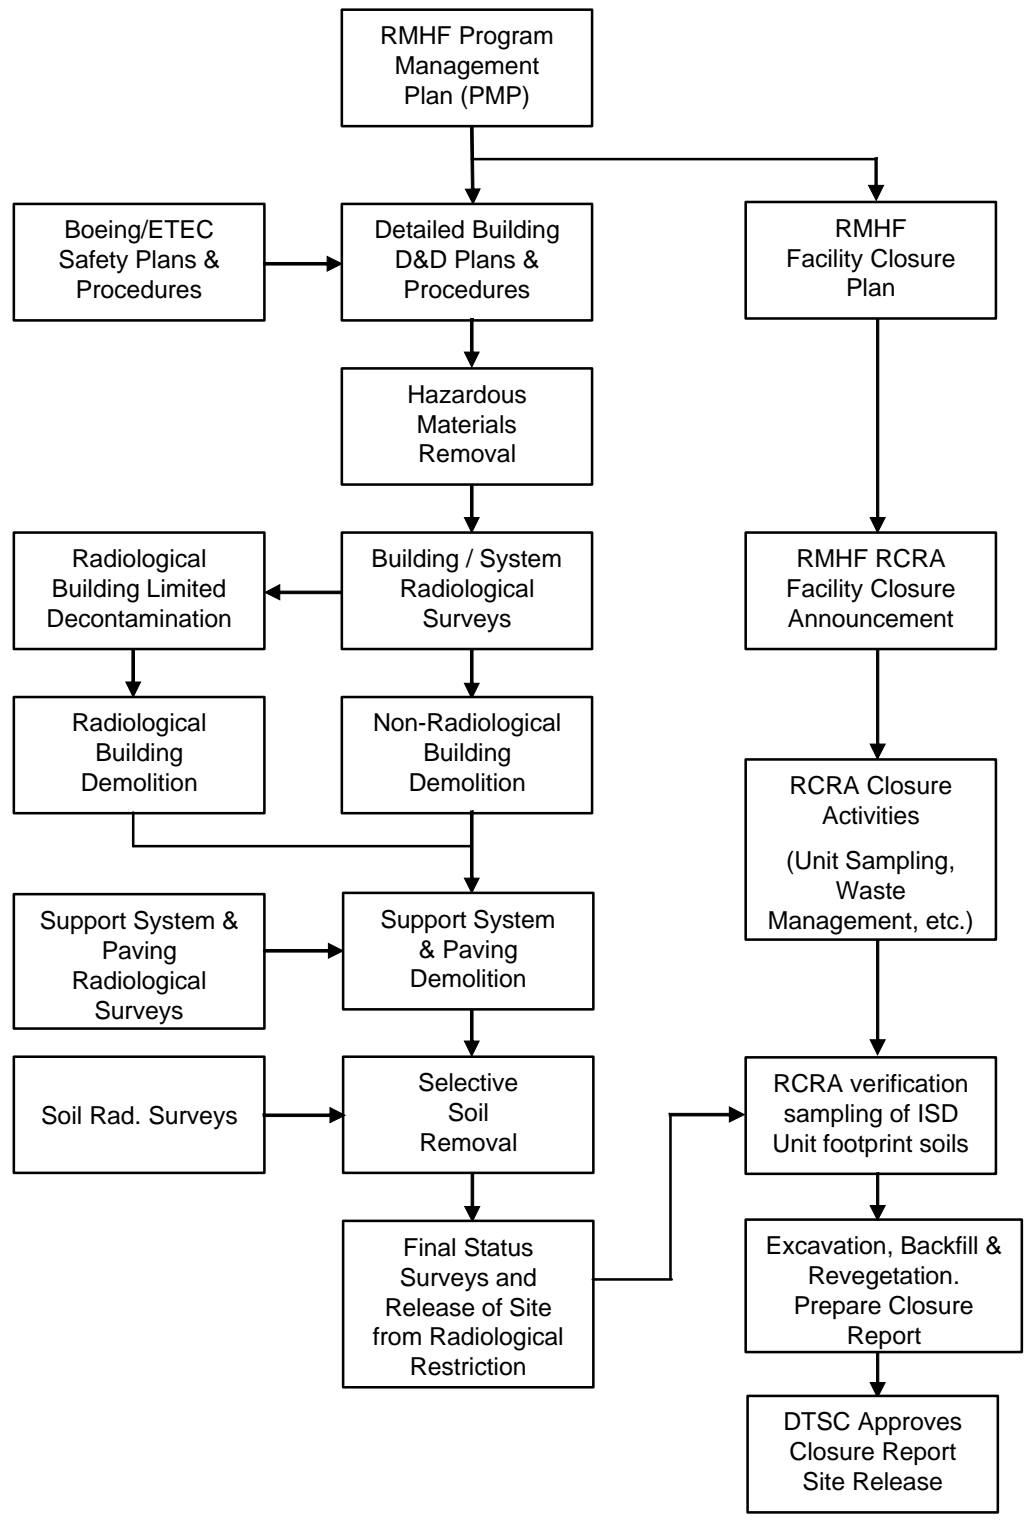 RMHF Program
Management
Plan (PMP)
Boeing/ETEC
Safety Plans &
Procedures
Detailed Building
D&D Plans &
Procedures
RMHF
Facility Closure
Plan
Hazardous
Materials
Removal
Radiological
Building Limited
Decontamination
Building / System
Radiological
Surveys
RMHF RCRA
Facility Closure
Announcement
Radiological
Building
Demolition
Non-Radiological
Building
Demolition
RCRA Closure
Activities
(Unit Sampling,
Waste
Management, etc.)
Support System &
Paving
Radiological
Surveys
Support System
& Paving
Demolition
Soil Rad. Surveys
Selective
Soil
Removal
RCRA verification
sampling of ISD
Unit footprint soils
Final Status
Surveys and
Release of Site
from Radiological
Restriction
Excavation, Backfill &
Revegetation.
Prepare Closure
Report
DTSC Approves
Closure Report
Site Release